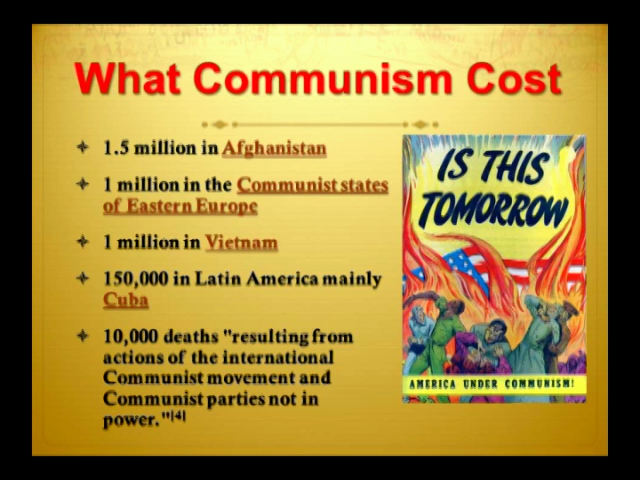 What Communism Cost
1.5 million in Afghanistan
1 million in the Communist states
of Eastern Europe
1 million in Vietnam
150,000 in Latin America mainly
Cuba
10,000 deaths "resulting from
actions of the international
Communist movement and
Communist parties not in
power."[4]
IS THIS
TOMORROW
AMERICA UNDER COMMUNISM!